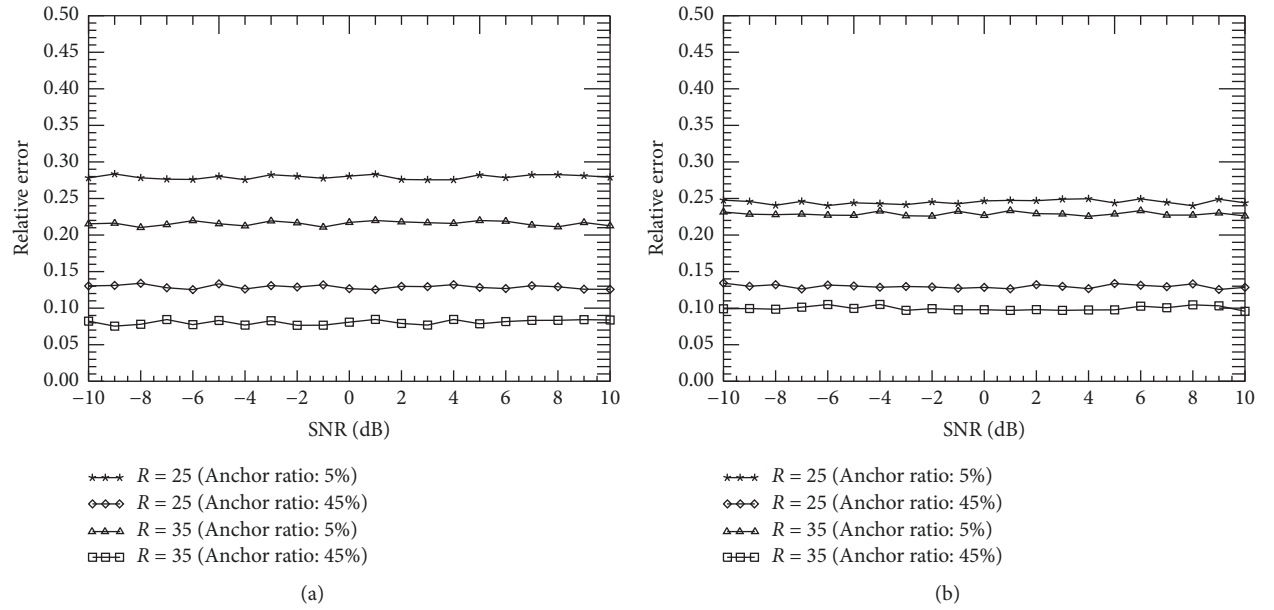 0.50
0.45
0.40
0.35
0.30
0.25
0.20
0.15
0.10
0.05
0.00
Relative error
−10 −8 −6 −4 −2 0 2 4 6 8 10
SNR (dB)
R = 25 (Anchor ratio: 5%)
R = 25 (Anchor ratio: 45%)
R = 35 (Anchor ratio: 5%)
R = 35 (Anchor ratio: 45%)
(a)
0.50
0.45
0.40
0.35
0.30
0.25
0.20
0.15
0.10
0.05
0.00
Relative error
−10 −8 −6 −4 −2 0 2 4 6 8 10
SNR (dB)
R = 25 (Anchor ratio: 5%)
R = 25 (Anchor ratio: 45%)
R = 35 (Anchor ratio: 5%)
R = 35 (Anchor ratio: 45%)
(b)